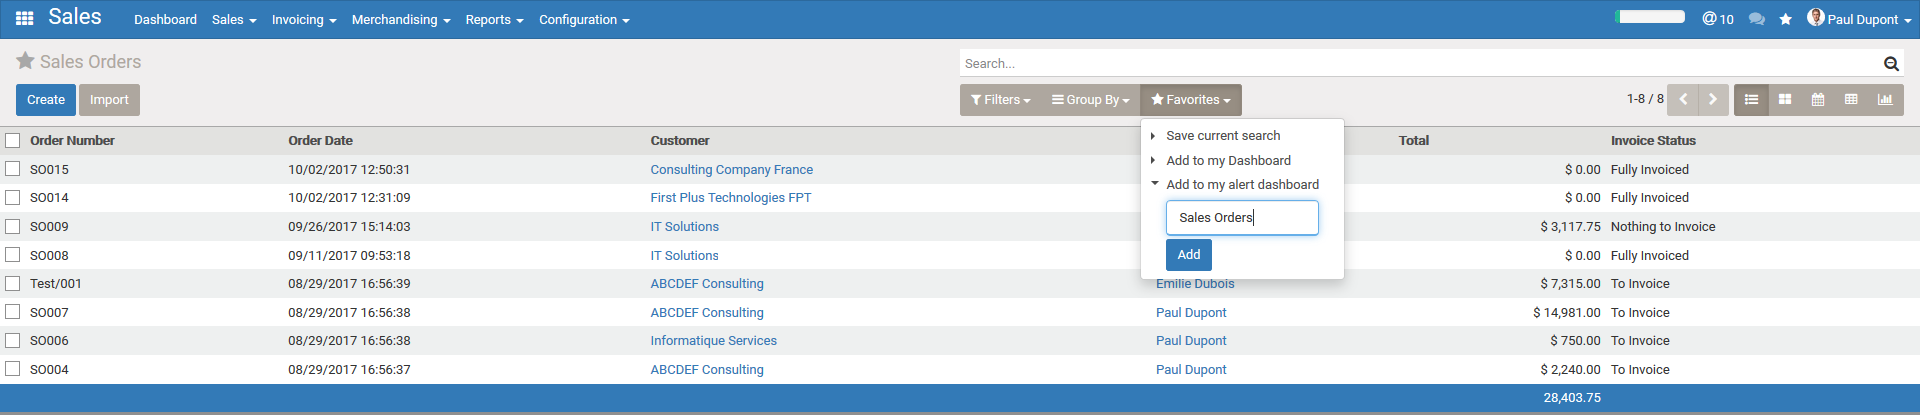 Sales Dashboard Sales Invoicing Merchandising Reports Configuration @10 Paul Dupont
Sales Orders
Search...
Create Import Filters Group By Favorites 1-8 / 8
Order Number Order Date Customer Total Invoice Status
Save current search
Add to my Dashboard
Add to my alert dashboard
Sales Orders
Add
SO015 10/02/2017 12:50:31 Consulting Company France $ 0.00 Fully Invoiced
SO014 10/02/2017 12:31:09 First Plus Technologies FPT $ 0.00 Fully Invoiced
SO009 09/26/2017 15:14:03 IT Solutions $ 3,117.75 Nothing to Invoice
SO008 09/11/2017 09:53:18 IT Solutions $ 0.00 Fully Invoiced
Test/001 08/29/2017 16:56:39 ABCDEF Consulting Emilie Dubois $ 7,315.00 To Invoice
SO007 08/29/2017 16:56:38 ABCDEF Consulting Paul Dupont $ 14,981.00 To Invoice
SO006 08/29/2017 16:56:38 Informatique Services Paul Dupont $ 750.00 To Invoice
SO004 08/29/2017 16:56:37 ABCDEF Consulting Paul Dupont $ 2,240.00 To Invoice
28,403.75